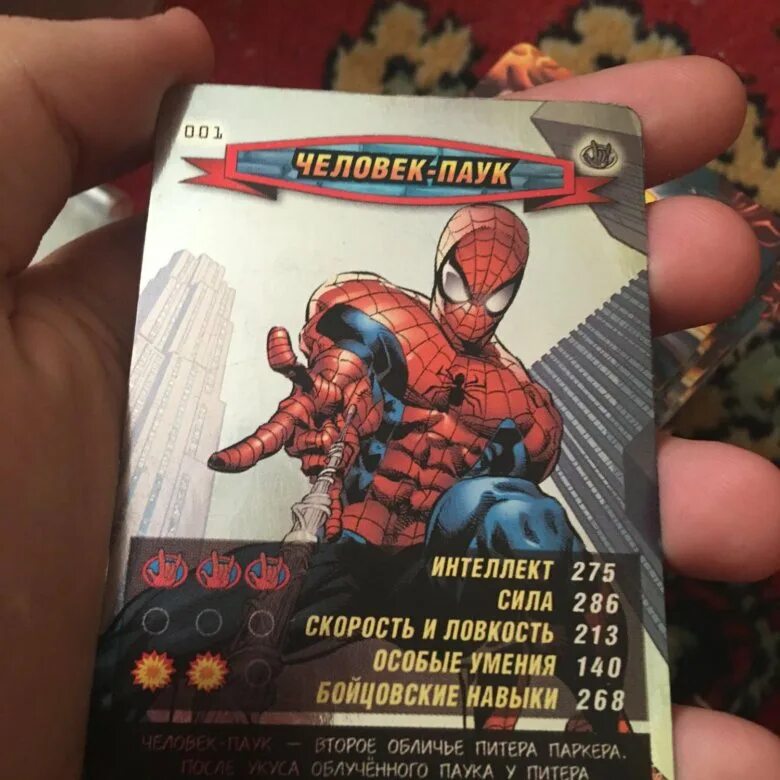 001
ЧЕЛОВЕК-ПАУК
ИНТЕЛЛЕКТ 275
СИЛА 286
СКОРОСТЬ И ЛОВКОСТЬ 213
ОСОБЫЕ УМЕНИЯ 140
БОЙЦОВСКИЕ НАВЫКИ 268
ЧЕЛОВЕК-ПАУК — ВТОРОЕ ОБЛИЧЬЕ ПИТЕРА ПАРКЕРА.
ПОСЛЕ УКУСА ОБЛУЧЁННОГО ПАУКА У ПИТЕРА